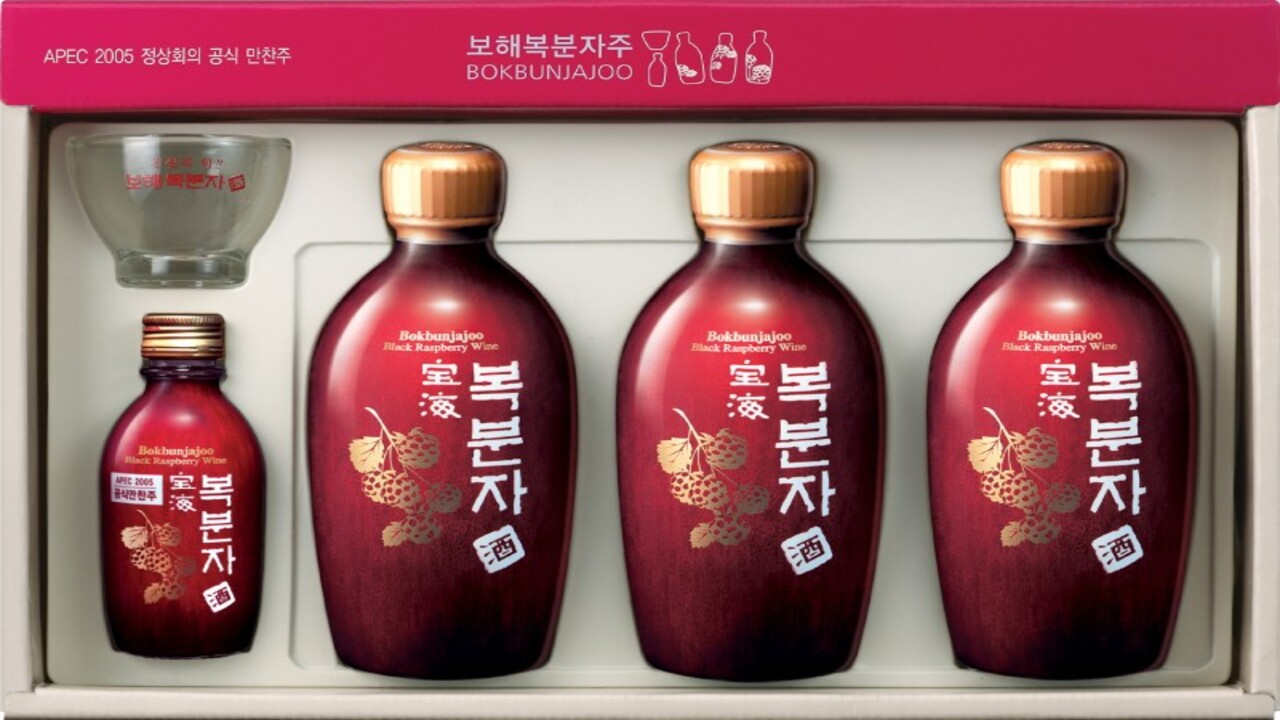 APEC 2005 정상회의 공식 만찬주
보해복분자주
BOKBUNJAJOO
보해 복분자 酒
Bokbunjajoo
Black Raspberry Wine
APEC 2005
공식만찬주
宝海
복분자
酒
Bokbunjajoo
Black Raspberry Wine
宝海
복분자
酒
Bokbunjajoo
Black Raspberry Wine
宝海
복분자
酒
Bokbunjajoo
Black Raspberry Wine
宝海
복분자
酒